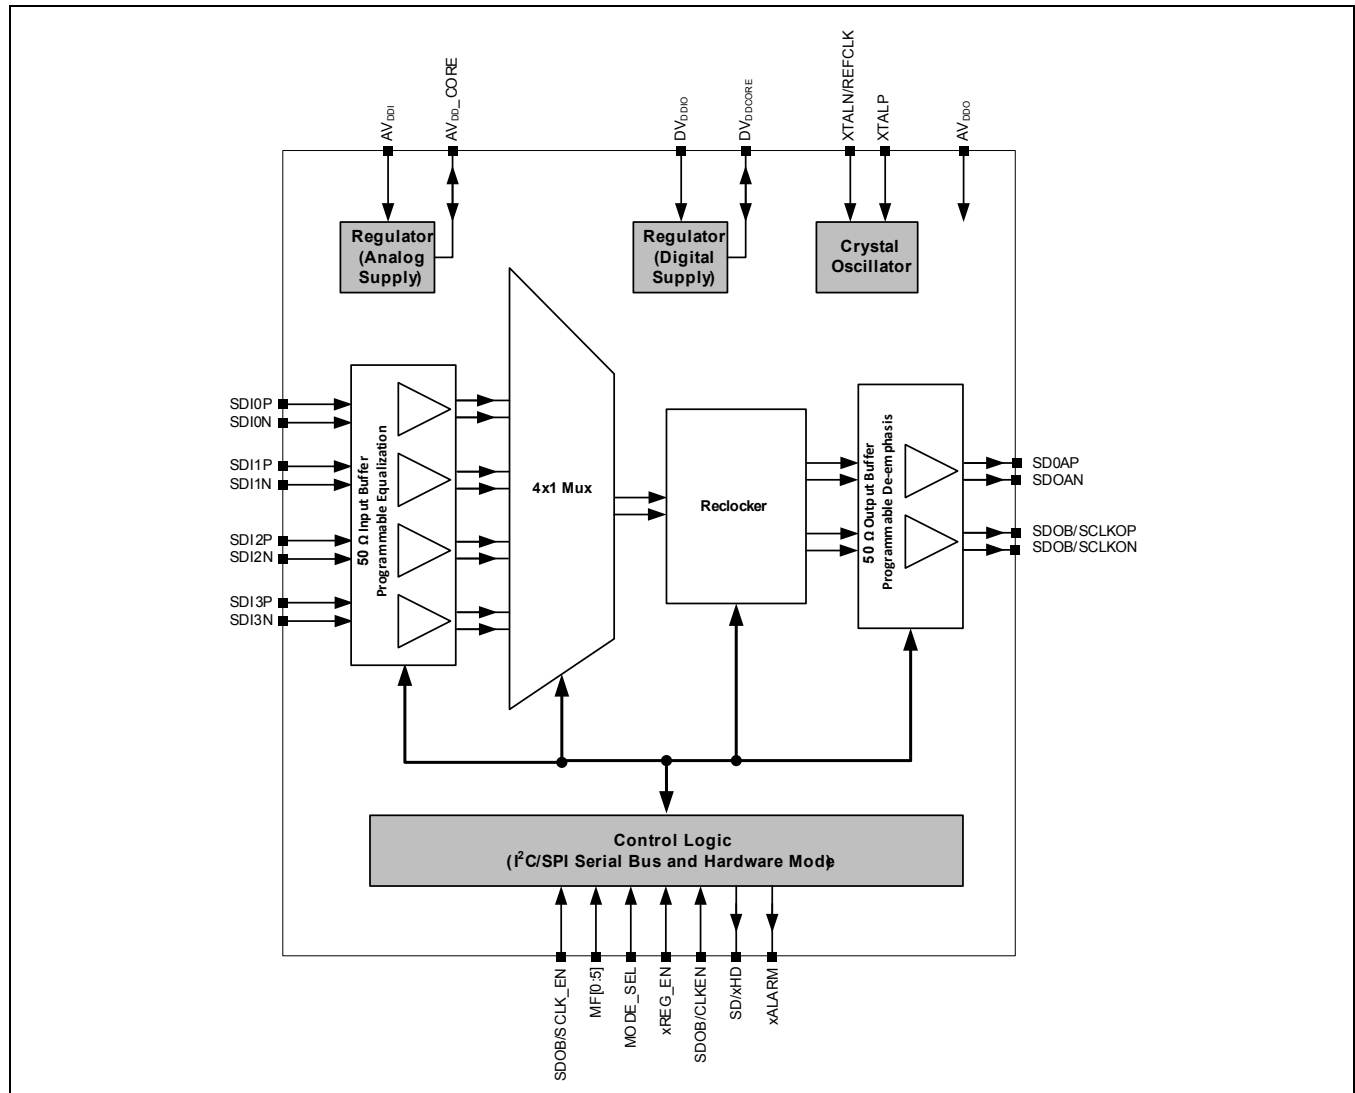 AVDDI
AVDD_CORE
DVDDIO
DVDDCORE
XTALN/REFCLK
XTALP
AVDDO
Regulator
(Analog
Supply)
Regulator
(Digital
Supply)
Crystal
Oscillator
SDI0P
SDI0N
SDI1P
SDI1N
SDI2P
SDI2N
SDI3P
SDI3N
50 Ω Input Buffer
Programmable Equalization
4x1 Mux
Reclocker
50 Ω Output Buffer
Programmable De-emphasis
SD0AP
SDOAN
SDOB/SCLKOP
SDOB/SCLKON
Control Logic
(I²C/SPI Serial Bus and Hardware Mode)
SDOB/SCLK_EN
MF[0:5]
MODE_SEL
xREG_EN
SDOB/CLKEN
SD/xHD
xALARM